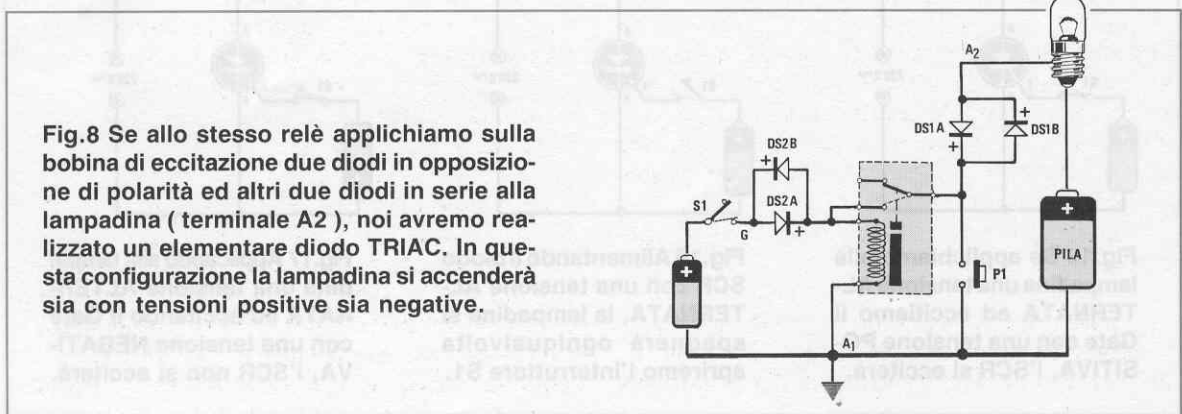 Fig.8 Se allo stesso relè applichiamo sulla
bobina di eccitazione due diodi in opposizio-
ne di polarità ed altri due diodi in serie alla
lampadina ( terminale A2 ), noi avremo rea-
lizzato un elementare diodo TRIAC. In que-
sta configurazione la lampadina si accenderà
sia con tensioni positive sia negative.
A2
DS1A
+
+
DS1B
DS2B
+
S1
G
DS2A
+
+
+
PILA
P1
A1